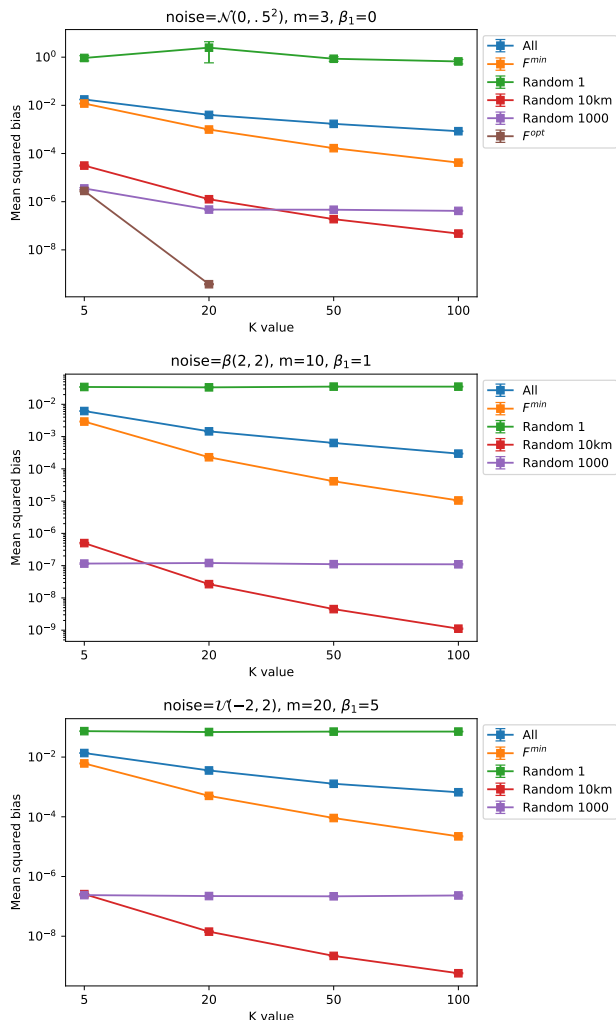 noise=𝒩(0, .5²), m=3, β₁=0
Mean squared bias
10⁰
10⁻²
10⁻⁴
10⁻⁶
10⁻⁸
5
20
50
100
K value
All
F^min
Random 1
Random 10km
Random 1000
F^opt
noise=β(2, 2), m=10, β₁=1
Mean squared bias
10⁻²
10⁻³
10⁻⁴
10⁻⁵
10⁻⁶
10⁻⁷
10⁻⁸
10⁻⁹
5
20
50
100
K value
All
F^min
Random 1
Random 10km
Random 1000
noise=𝒰(−2, 2), m=20, β₁=5
Mean squared bias
10⁻²
10⁻⁴
10⁻⁶
10⁻⁸
5
20
50
100
K value
All
F^min
Random 1
Random 10km
Random 1000